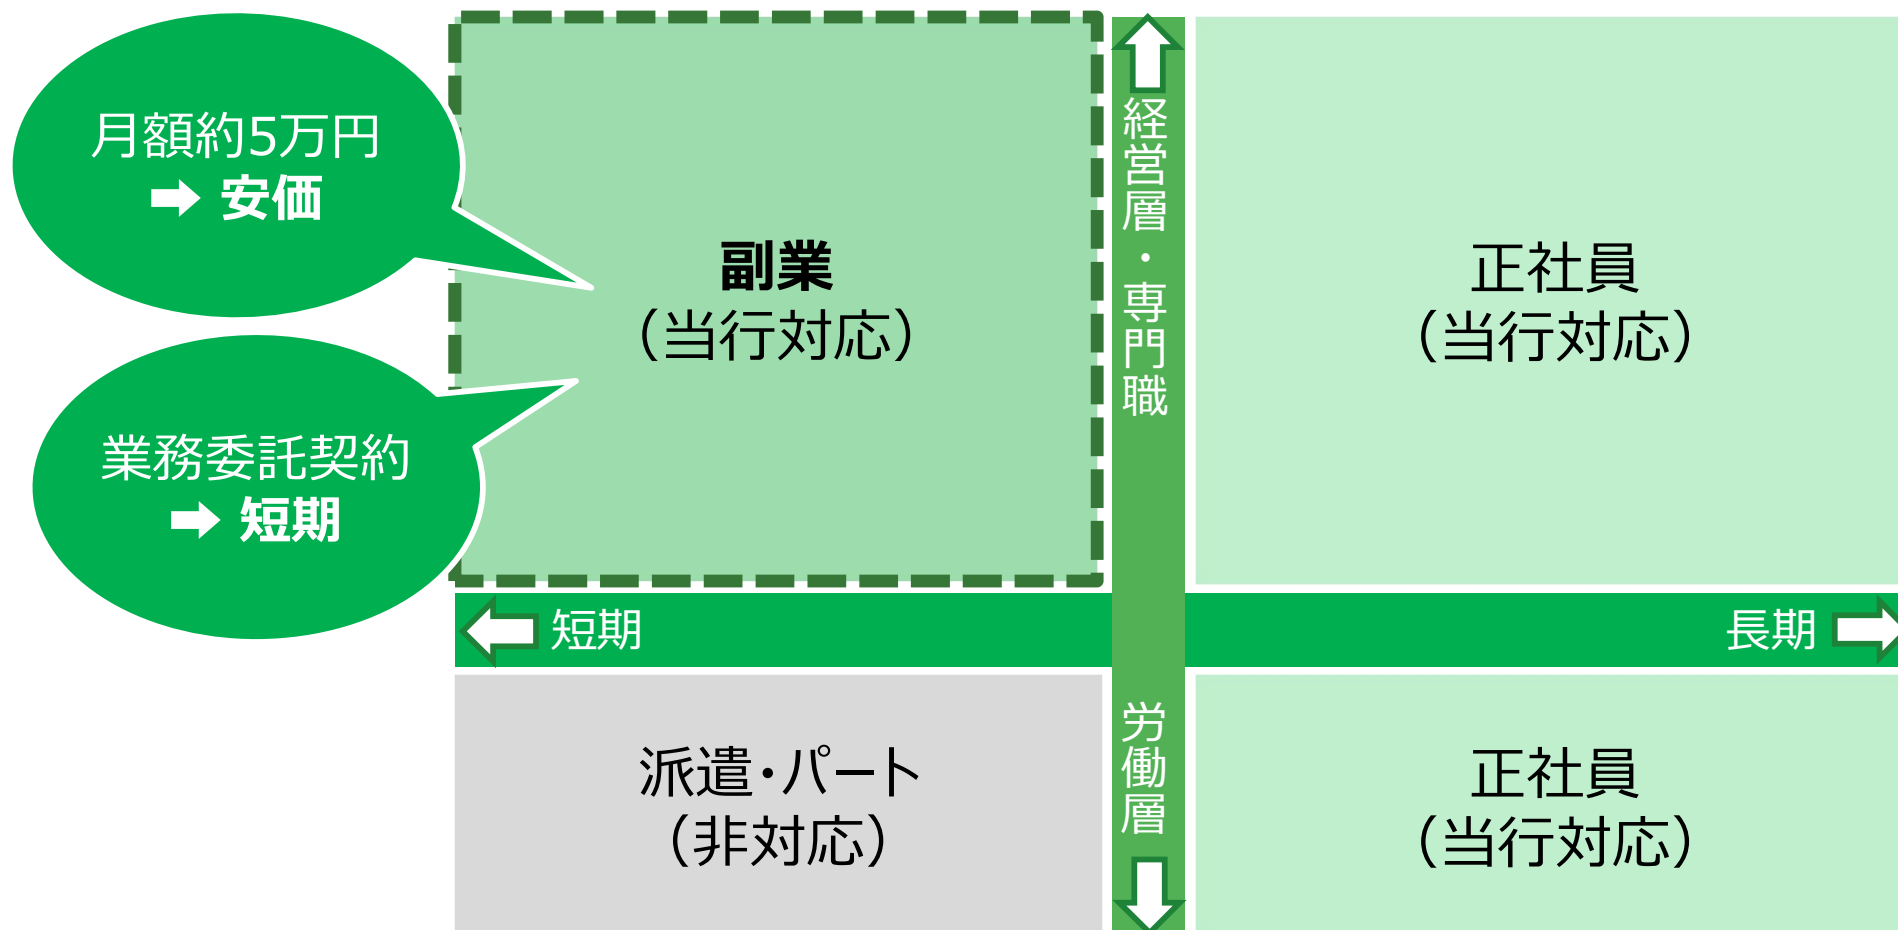 月額約5万円
➡ 安価
業務委託契約
➡ 短期
副業
（当行対応）
経営層・専門職
正社員
（当行対応）
短期
長期
派遣・パート
（非対応）
労働層
正社員
（当行対応）